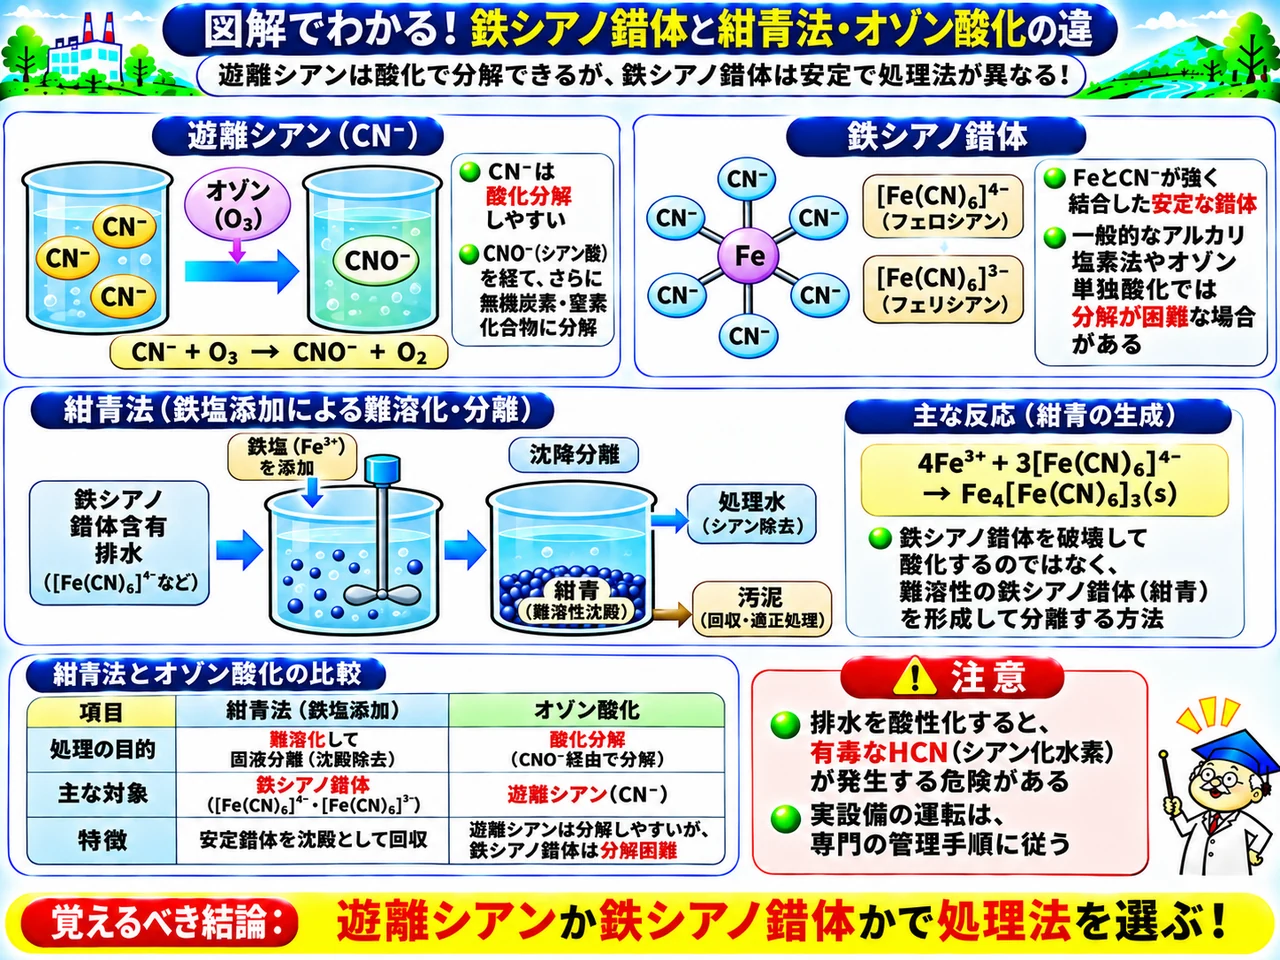 図解でわかる！鉄シアノ錯体と紺青法・オゾン酸化の違
遊離シアンは酸化で分解できるが、鉄シアノ錯体は安定で処理法が異なる！
遊離シアン（CN⁻）
CN⁻
CN⁻
CN⁻
オゾン
（O₃）
CNO⁻
CN⁻ + O₃ → CNO⁻ + O₂
CN⁻は
酸化分解
しやすい
CNO⁻（シアン酸）
を経て、さらに
無機炭素・窒素
化合物に分解
鉄シアノ錯体
CN⁻
CN⁻
CN⁻
Fe
CN⁻
CN⁻
CN⁻
[Fe(CN)₆]⁴⁻
（フェロシアン）
[Fe(CN)₆]³⁻
（フェリシアン）
FeとCN⁻が強く
結合した安定な錯体
一般的なアルカリ
塩素法やオゾン
単独酸化では
分解が困難な場合
がある
紺青法（鉄塩添加による難溶化・分離）
鉄シアノ
錯体含有
排水
（[Fe(CN)₆]⁴⁻など）
鉄塩（Fe³⁺）
を添加
沈降分離
紺青
（難溶性沈殿）
処理水
（シアン除去）
汚泥
（回収・適正処理）
主な反応（紺青の生成）
4Fe³⁺ + 3[Fe(CN)₆]⁴⁻
→ Fe₄[Fe(CN)₆]₃(s)
鉄シアノ錯体を破壊して
酸化するのではなく、
難溶性の鉄シアノ錯体（紺青）
を形成して分離する方法
紺青法とオゾン酸化の比較
項目 紺青法（鉄塩添加） オゾン酸化
処理の目的 難溶化して 酸化分解
固液分離（沈殿除去） （CNO⁻経由で分解）
主な対象 鉄シアノ錯体 遊離シアン（CN⁻）
（[Fe(CN)₆]⁴⁻・[Fe(CN)₆]³⁻）
特徴 安定錯体を沈殿として回収 遊離シアンは分解しやすいが、
鉄シアノ錯体は分解困難
注意
排水を酸性化すると、
有毒なHCN（シアン化水素）
が発生する危険がある
実設備の運転は、
専門の管理手順に従う
覚えるべき結論： 遊離シアンか鉄シアノ錯体かで処理法を選ぶ！